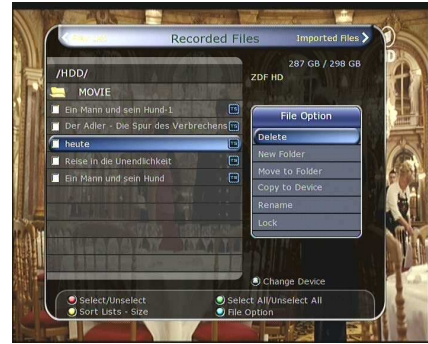 Recorded Files
Imported Files
287 GB / 298 GB
/HDD/
ZDF HD
MOVIE
Ein Mann und sein Hund-1
Der Adler - Die Spur des Verbrechens
heute
Reise in die Unendlichkeit
Ein Mann und sein Hund
File Option
Delete
New Folder
Move to Folder
Copy to Device
Rename
Lock
Change Device
Select/Unselect
Select All/Unselect All
Sort Lists - Size
File Option